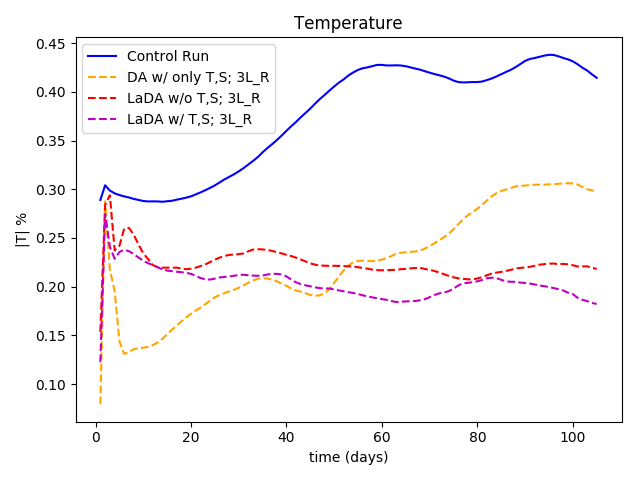 Temperature
0.45
0.40
0.35
0.30
0.25
0.20
0.15
0.10
|T| %
Control Run
DA w/ only T,S; 3L_R
LaDA w/o T,S; 3L_R
LaDA w/ T,S; 3L_R
0 20 40 60 80 100
time (days)